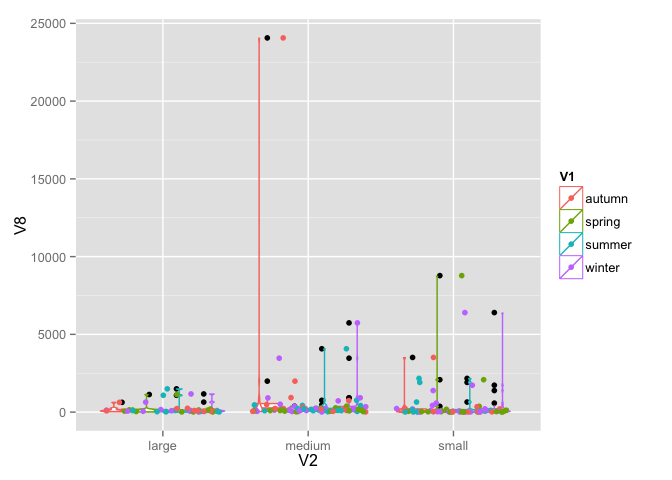 25000
20000
15000
10000
5000
0
V8
large
medium
small
V2
V1
autumn
spring
summer
winter